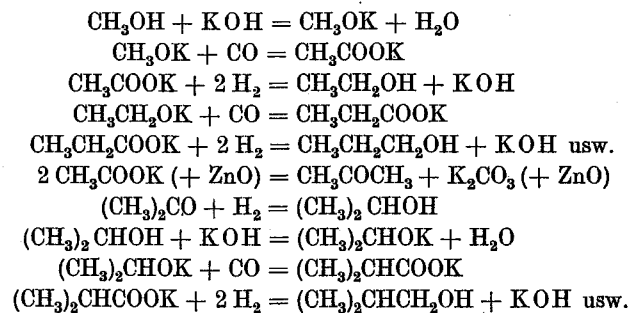 CH₃OH + KOH = CH₃OK + H₂O
CH₃OK + CO = CH₃COOK
CH₃COOK + 2 H₂ = CH₃CH₂OH + KOH
CH₃CH₂OK + CO = CH₃CH₂COOK
CH₃CH₂COOK + 2 H₂ = CH₃CH₂CH₂OH + KOH usw.
2 CH₃COOK (+ ZnO) = CH₃COCH₃ + K₂CO₃ (+ ZnO)
(CH₃)₂CO + H₂ = (CH₃)₂ CHOH
(CH₃)₂ CHOH + KOH = (CH₃)₂CHOK + H₂O
(CH₃)₂CHOK + CO = (CH₃)₂CHCOOK
(CH₃)₂CHCOOK + 2 H₂ = (CH₃)₂CHCH₂OH + KOH usw.